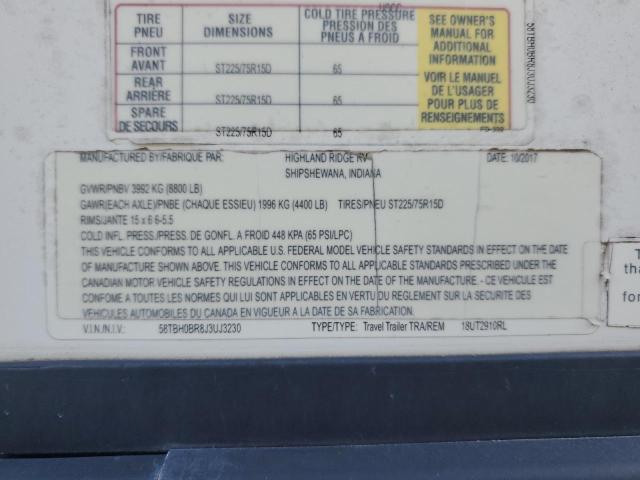 TIRE SIZE COLD TIRE PRESSURE
PNEU DIMENSIONS PRESSION DES
PNEUS A FROID
FRONT
AVANT ST225/75R15D 65
REAR
ARRIÈRE ST225/75R15D 65
SPARE
DE SECOURS ST225/75R15D 65
SEE OWNER'S
MANUAL FOR
ADDITIONAL
INFORMATION
VOIR LE MANUEL
DE L'USAGER
POUR PLUS DE
RENSEIGNEMENTS
58TBH0BR8J3UJ3230
MANUFACTURED BY/FABRIQUE PAR: HIGHLAND RIDGE RV DATE: 10/2017
SHIPSHEWANA, INDIANA
GVWR/PNBV 3992 KG (8800 LB)
GAWR(EACH AXLE)/PNBE (CHAQUE ESSIEU) 1996 KG (4400 LB) TIRES/PNEU ST225/75R15D
RIMS/JANTE 15 x 6 6-5.5
COLD INFL. PRESS./PRESS. DE GONFL. A FROID 448 KPA (65 PSI/LPC)
THIS VEHICLE CONFORMS TO ALL APPLICABLE U.S. FEDERAL MODEL VEHICLE SAFETY STANDARDS IN EFFECT ON THE DATE
OF MANUFACTURE SHOWN ABOVE. THIS VEHICLE CONFORMS TO ALL APPLICABLE STANDARDS PRESCRIBED UNDER THE
CANADIAN MOTOR VEHICLE SAFETY REGULATIONS IN EFFECT ON THE DATE OF THE MANUFACTURE. - CE VEHICULE EST
CONFOME A TOUTES LES NORMES QUI LUI SONT APPLICABLES EN VERTU DU REGLEMENT SUR LA SECURITE DES
VEHICULES AUTOMOBILES DU CANADA EN VIGUEUR A LA DATE DE SA FABRICATION.
V.I.N./N.I.V.: 58TBH0BR8J3UJ3230 TYPE/TYPE: Travel Trailer TRA/REM 18UT2910RL
T
tha
for